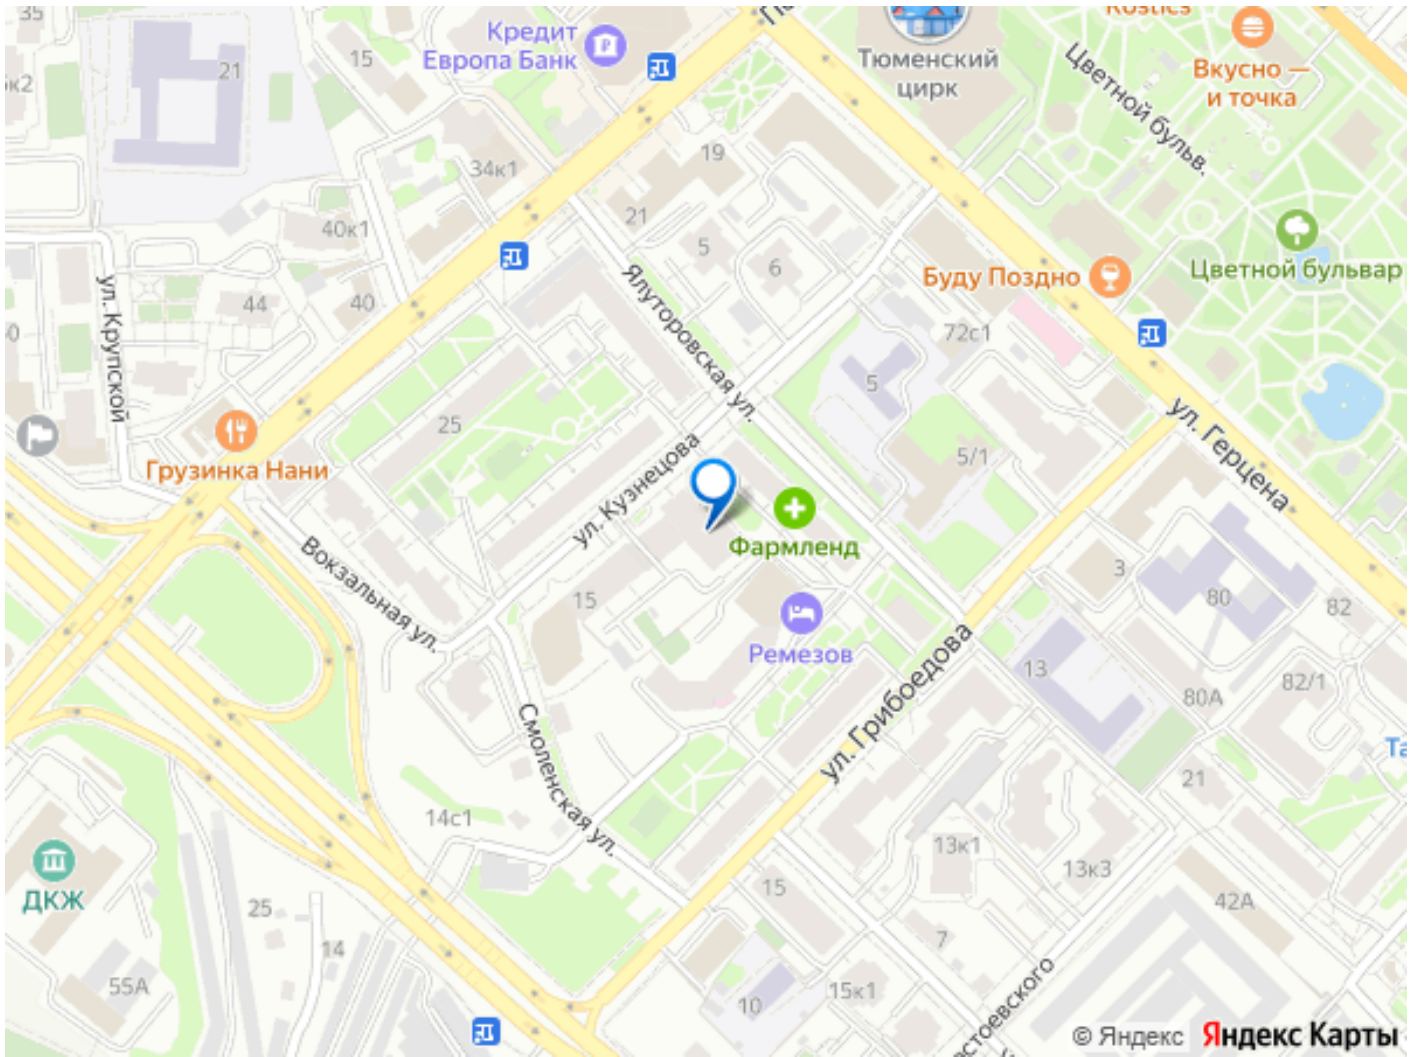 35
Кредит
Европа Банк
15
21
Тюменский
цирк
Rostics
Вкусно —
и точка
Цветной бульв.
к2
34к1
19
21
40к1
5
6
Ялуторовская ул.
Буду Поздно
Цветной бульвар
ул. Крупской
44
40
72с1
5
25
ул. Герцена
Грузинка Нани
ул. Кузнецова
5/1
Фармленд
Вокзальная ул.
15
3
80
82
Ремезов
ул. Грибоедова
13
80А
82/1
Смоленская ул.
21
14с1
13к1
13к3
ДКЖ
25
15
42А
14
7
55А
10
15к1
© Яндекс
Яндекс Карты